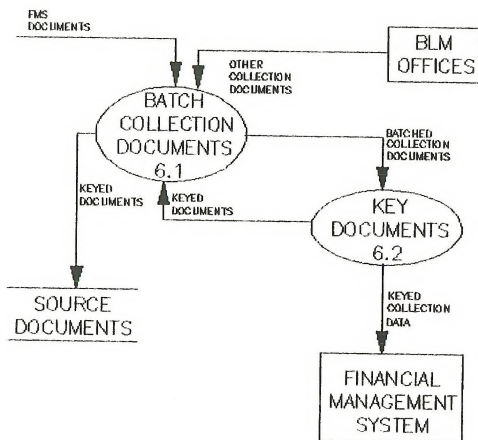 FMS
DOCUMENTS
BLM
OFFICES
OTHER
COLLECTION
DOCUMENTS
BATCH
COLLECTION
DOCUMENTS
6.1
BATCHED
COLLECTION
DOCUMENTS
KEYED
DOCUMENTS
KEYED
DOCUMENTS
KEY
DOCUMENTS
6.2
SOURCE
DOCUMENTS
KEYED
COLLECTION
DATA
FINANCIAL
MANAGEMENT
SYSTEM